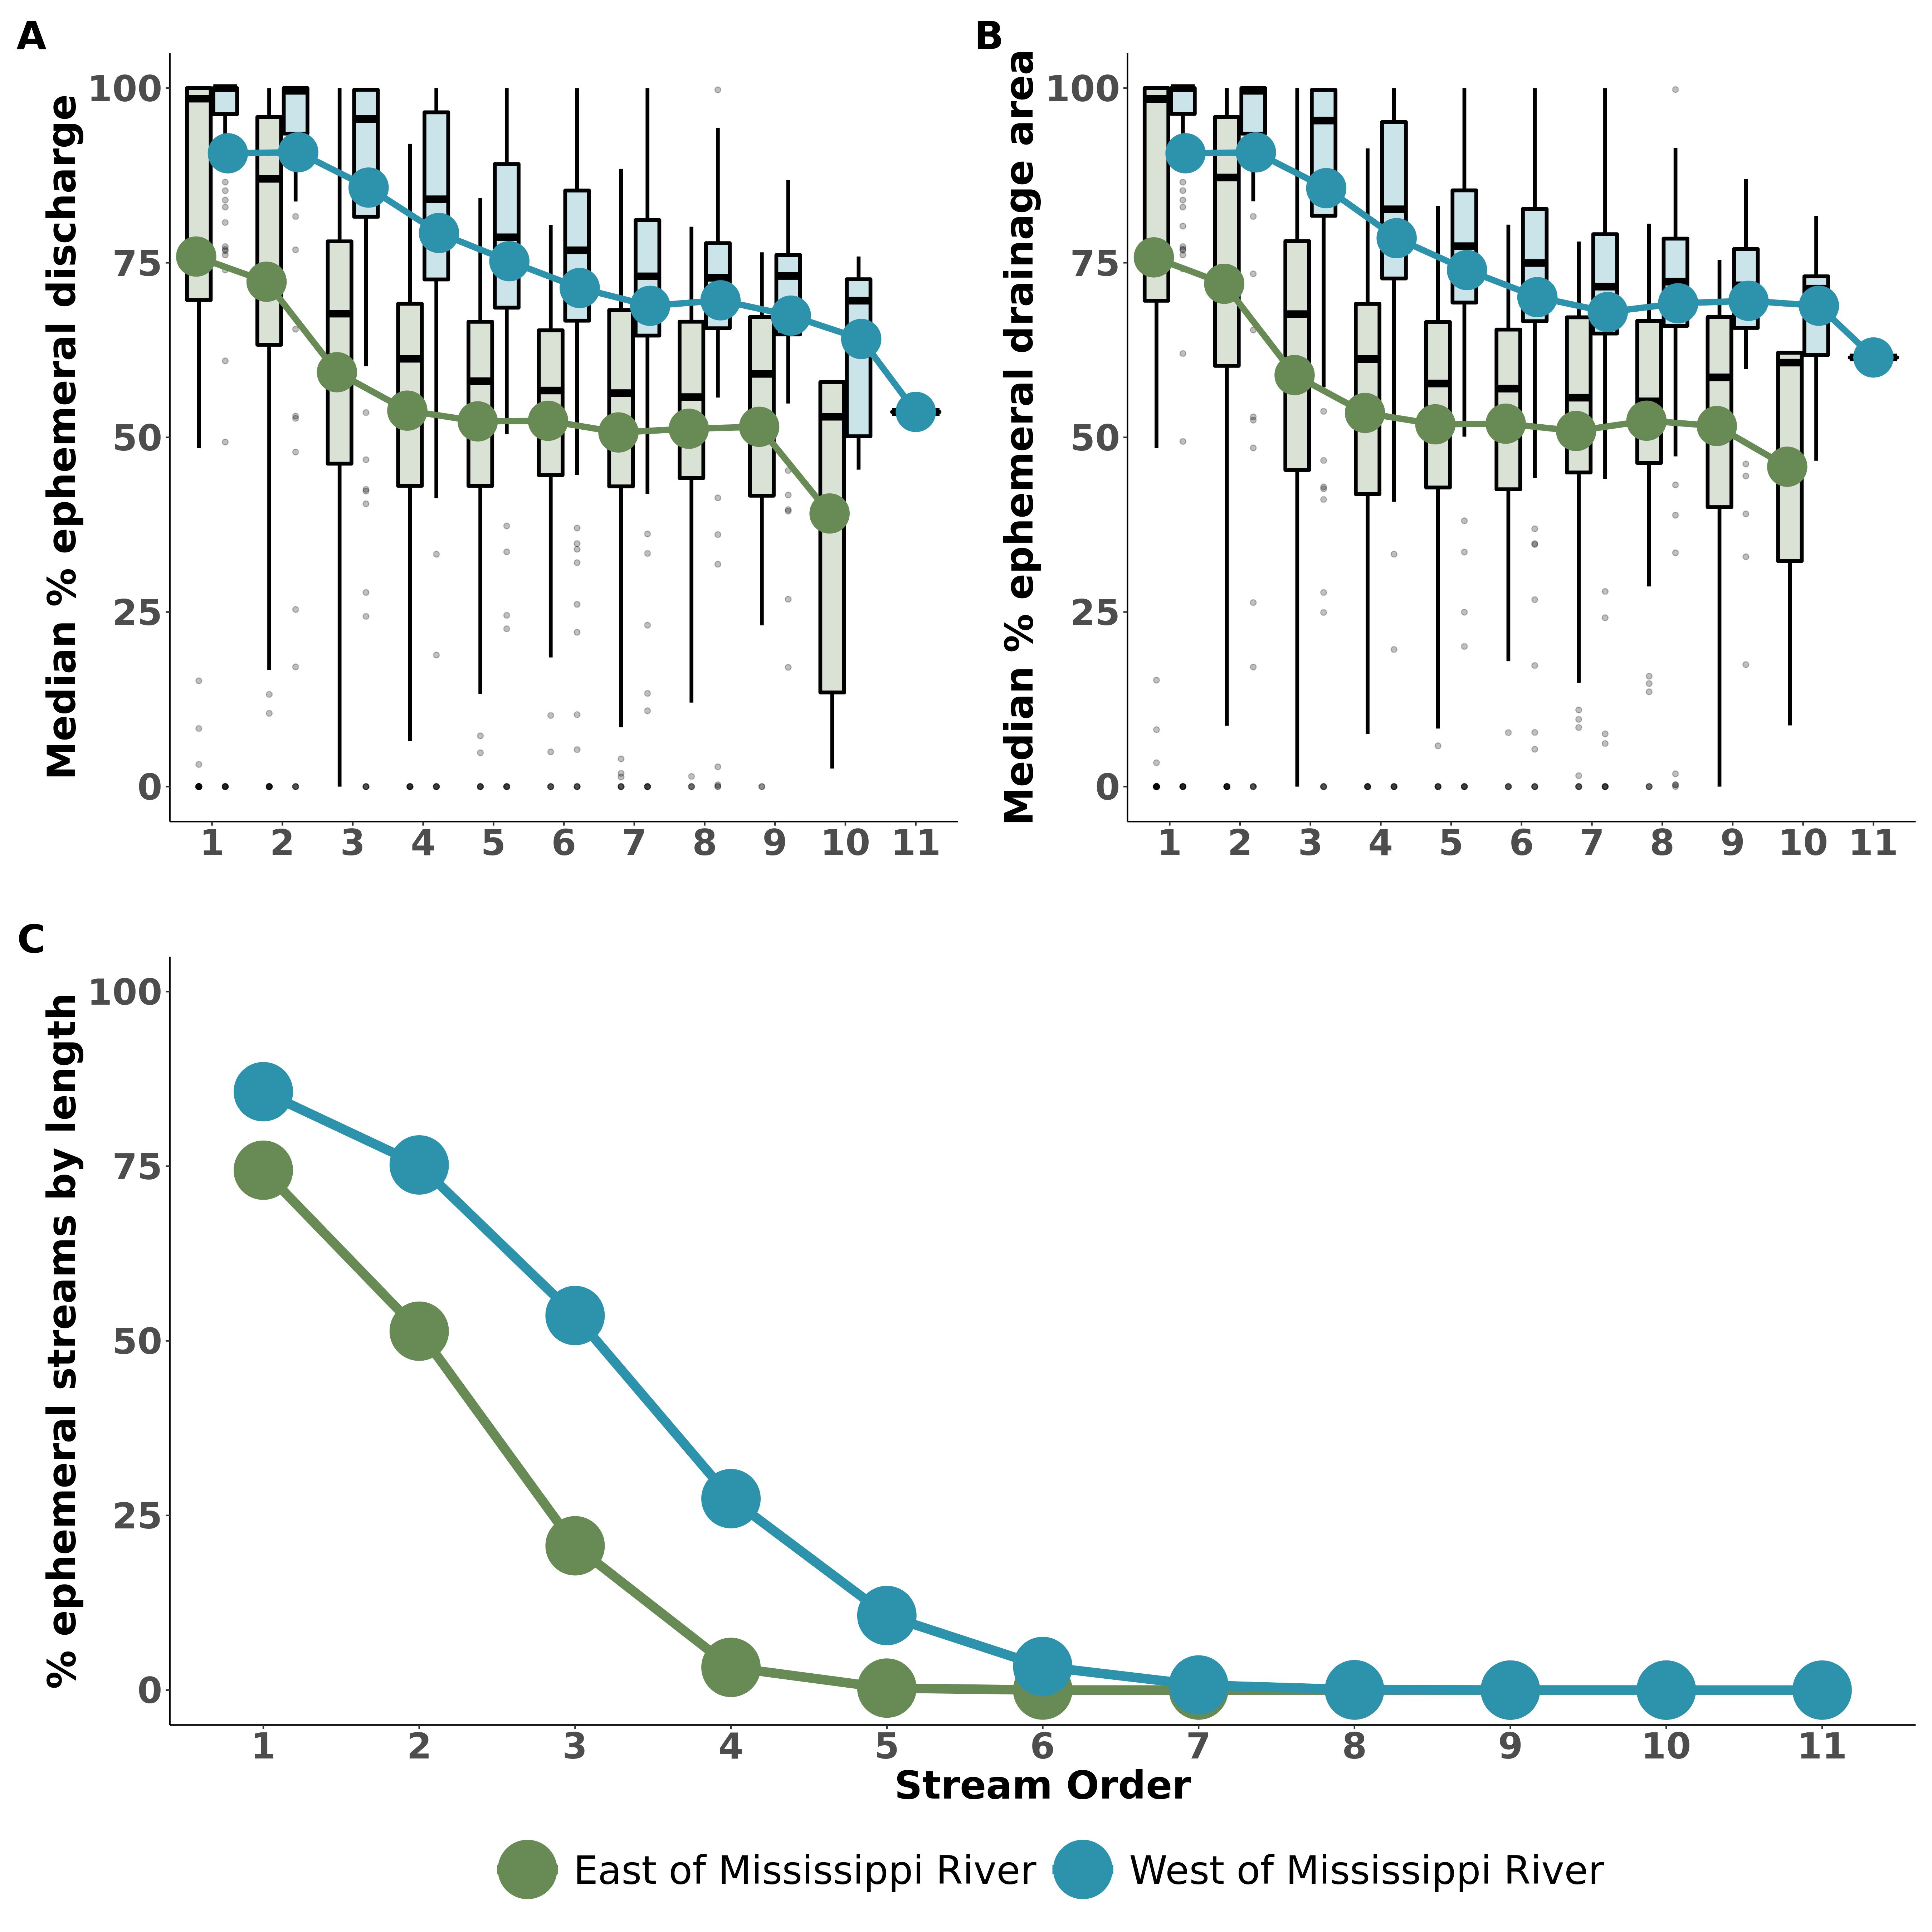 A
Median % ephemeral discharge
100
75
50
25
0
1 2 3 4 5 6 7 8 9 10 11
B
Median % ephemeral drainage area
100
75
50
25
0
1 2 3 4 5 6 7 8 9 10 11
C
% ephemeral streams by length
100
75
50
25
0
1 2 3 4 5 6 7 8 9 10 11
Stream Order
East of Mississippi River West of Mississippi River